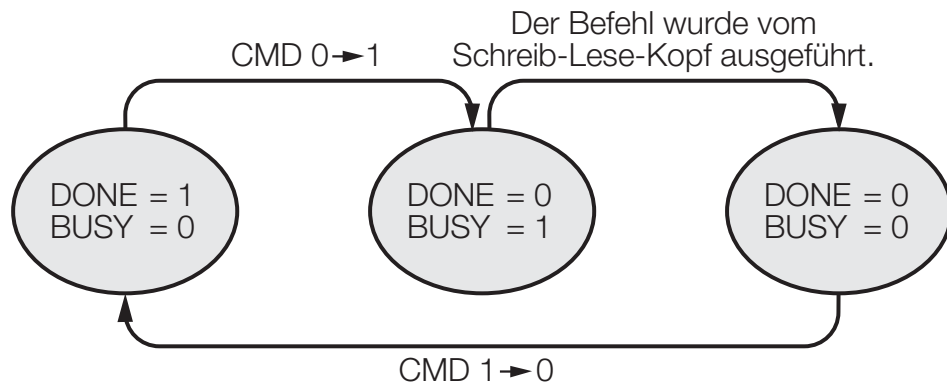 Der Befehl wurde vom
CMD 0→1
Schreib-Lese-Kopf ausgeführt.
DONE = 1
BUSY = 0
DONE = 0
BUSY = 1
DONE = 0
BUSY = 0
CMD 1→0